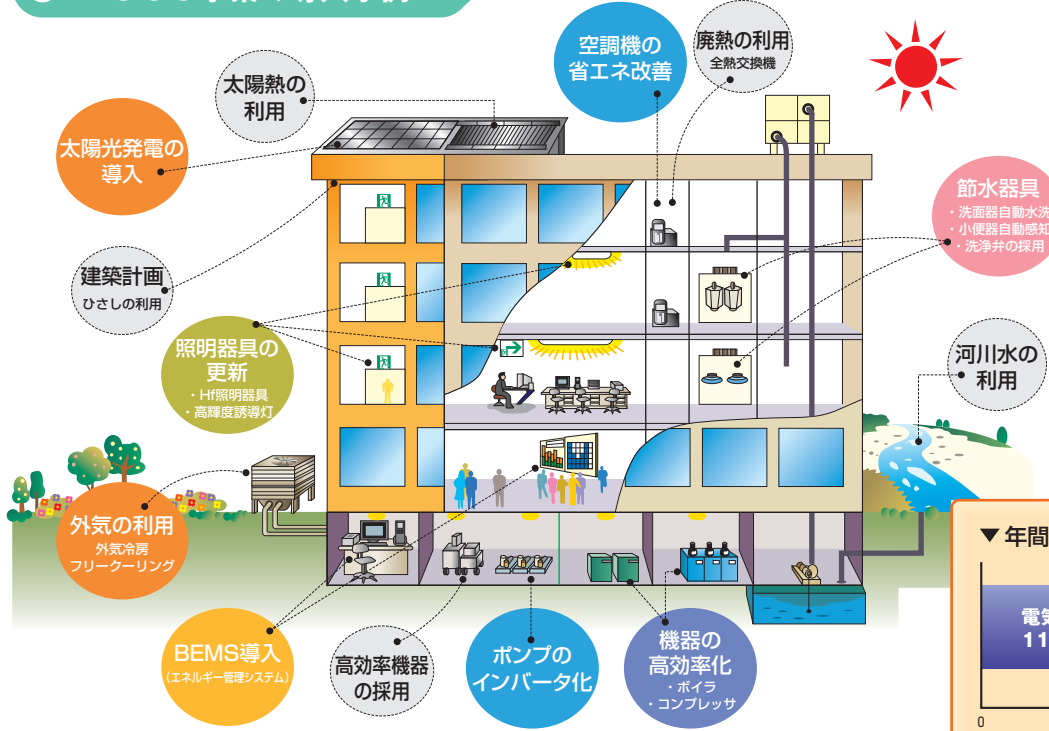 空調機の
省エネ改善
廃熱の利用
全熱交換機
太陽熱の
利用
太陽光発電の
導入
節水器具
・洗面器自動水洗
・小便器自動感知
・洗浄弁の採用
建築計画
ひさしの利用
照明器具の
更新
・Hf照明器具
・高輝度誘導灯
河川水の
利用
外気の利用
外気冷房
フリークーリング
▼年間
電気
11
0
BEMS導入
(エネルギー管理システム)
高効率機器
の採用
ポンプの
インバータ化
機器の
高効率化
・ボイラ
・コンプレッサ